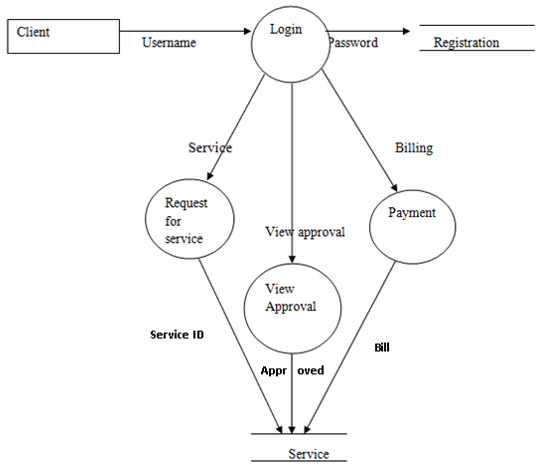 Client
Login
Username
Password
Registration
Service
Billing
Request
for
service
Payment
View approval
View
Approval
Service ID
Bill
Appr oved
Service